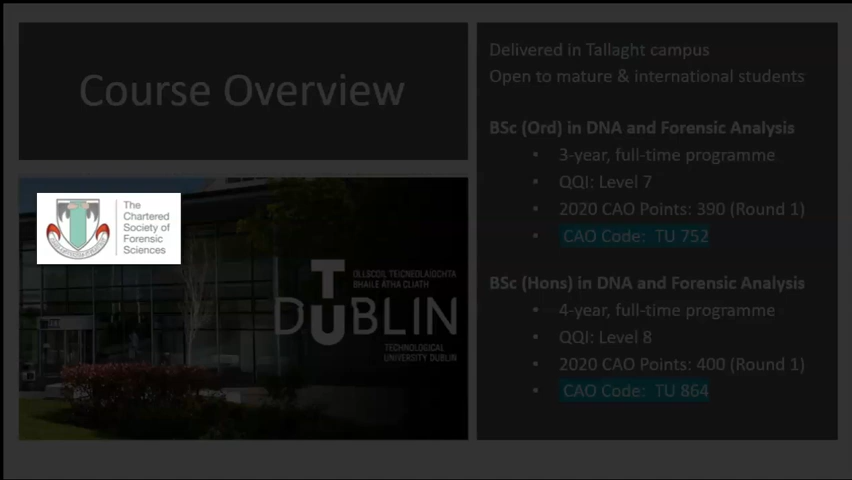 Course Overview
The
Chartered
Society of
Forensic
Sciences
OLLSCOIL TEICNEOLAÍOCHTA
BHAILE ÁTHA CLIATH
TU
DUBLIN
TECHNOLOGICAL
UNIVERSITY DUBLIN
Delivered in Tallaght campus
Open to mature & international students
BSc (Ord) in DNA and Forensic Analysis
▪ 3-year, full-time programme
▪ QQI: Level 7
▪ 2020 CAO Points: 390 (Round 1)
▪ CAO Code: TU 752
BSc (Hons) in DNA and Forensic Analysis
▪ 4-year, full-time programme
▪ QQI: Level 8
▪ 2020 CAO Points: 400 (Round 1)
▪ CAO Code: TU 864